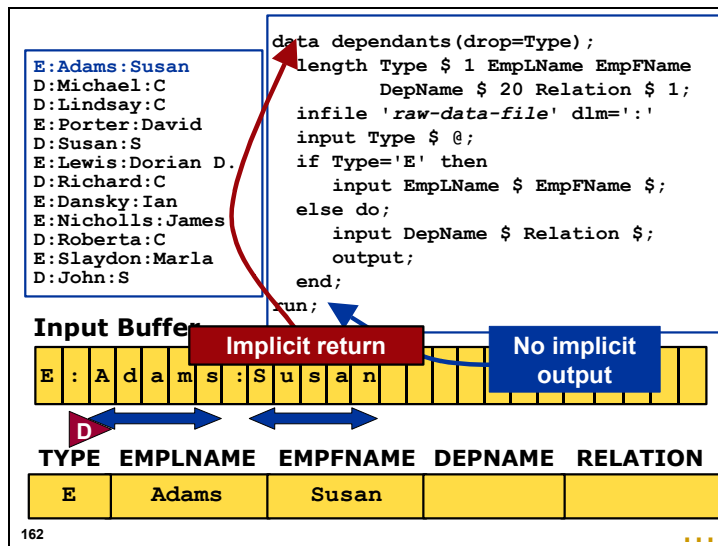 data dependants(drop=Type);
length Type $ 1 EmpLName EmpFName
DepName $ 20 Relation $ 1;
infile 'raw-data-file' dlm=':'
input Type $ @;
if Type='E' then
input EmpLName $ EmpFName $;
else do;
input DepName $ Relation $;
output;
end;
run;
E:Adams:Susan
D:Michael:C
D:Lindsay:C
E:Porter:David
D:Susan:S
E:Lewis:Dorian D.
D:Richard:C
E:Dansky:Ian
E:Nicholls:James
D:Roberta:C
E:Slaydon:Marla
D:John:S
Input Buffer
Implicit return
No implicit
output
E : A d a m s : S u s a n
D
TYPE EMPLNAME EMPFNAME DEPNAME RELATION
E Adams Susan
162
...